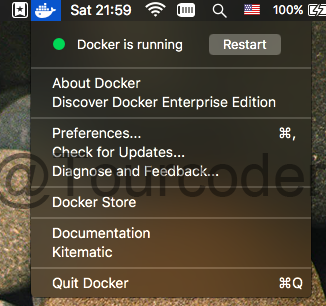 Sat 21:59 100%
Docker is running Restart
About Docker
Discover Docker Enterprise Edition
Preferences... ⌘,
Check for Updates...
Diagnose and Feedback...
@Yourcoder
Docker Store
Documentation
Kitematic
Quit Docker ⌘Q